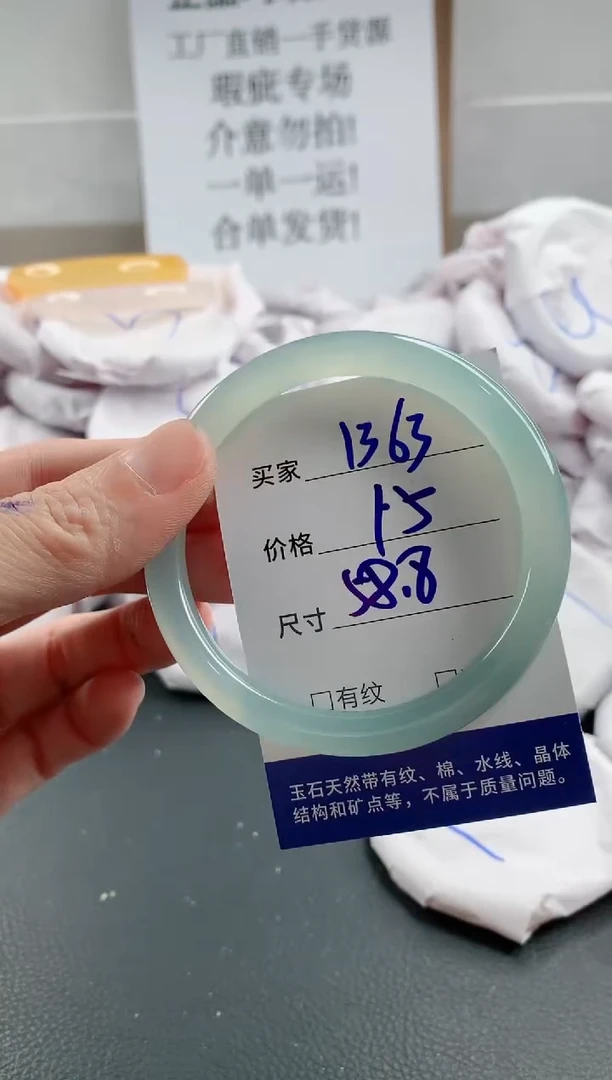 工厂直销一手货源
瑕疵专场
介意勿拍!
一单一运!
合单发货!
买家 1363
价格 15
尺寸 58.8
□有纹 □
玉石天然带有纹、棉、水线、晶体
结构和矿点等，不属于质量问题。